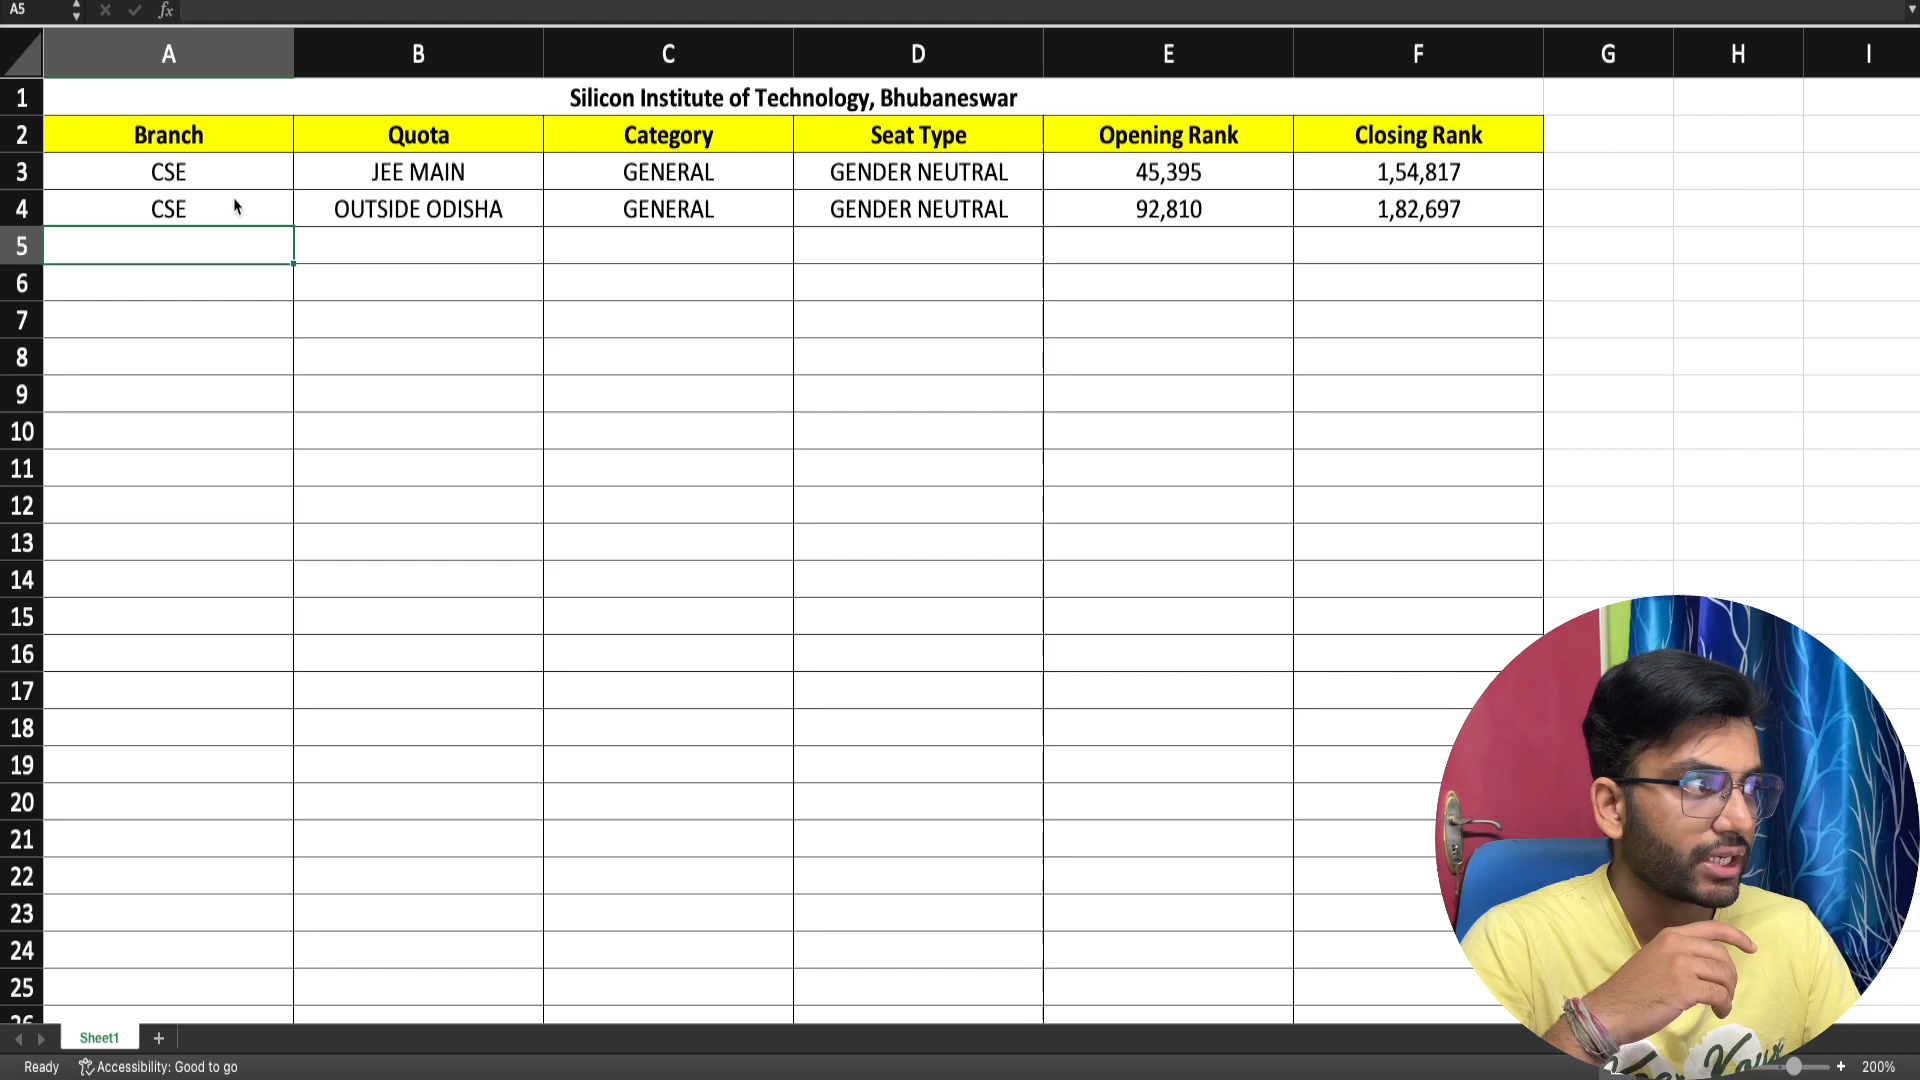 A5 fx
A B C D E F G H I
1 Silicon Institute of Technology, Bhubaneswar
2 Branch Quota Category Seat Type Opening Rank Closing Rank
3 CSE JEE MAIN GENERAL GENDER NEUTRAL 45,395 1,54,817
4 CSE OUTSIDE ODISHA GENERAL GENDER NEUTRAL 92,810 1,82,697
5
6
7
8
9
10
11
12
13
14
15
16
17
18
19
20
21
22
23
24
25
26
Sheet1 +
Ready Accessibility: Good to go + 200%